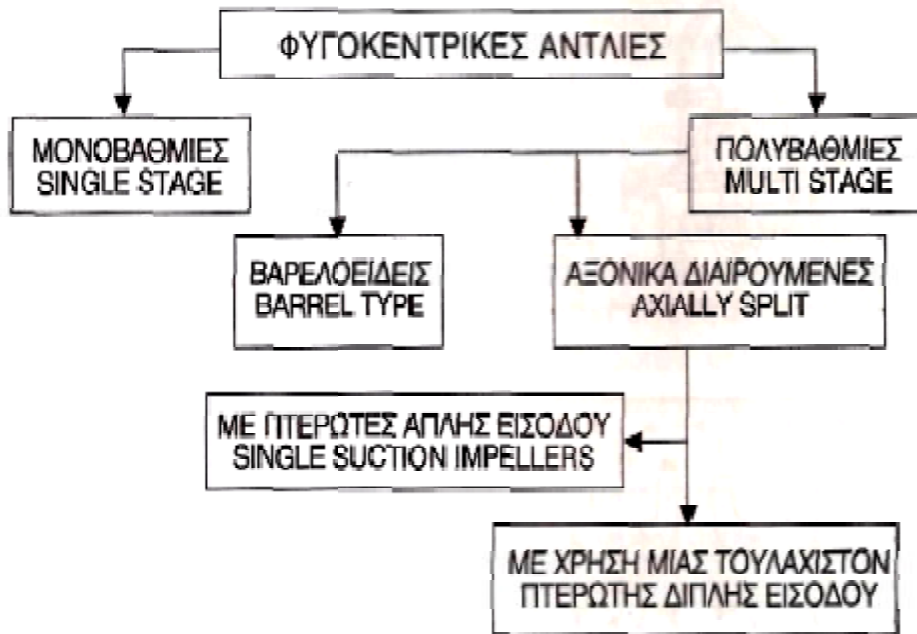 ΦΥΓΟΚΕΝΤΡΙΚΕΣ ΑΝΤΛΙΕΣ
ΜΟΝΟΒΑΘΜΙΕΣ
SINGLE STAGE
ΠΟΛΥΒΑΘΜΙΕΣ
MULTI STAGE
ΒΑΡΕΛΟΕΙΔΕΙΣ
BARREL TYPE
ΑΞΟΝΙΚΑ ΔΙΑΙΡΟΥΜΕΝΕΣ
AXIALLY SPLIT
ΜΕ ΠΤΕΡΩΤΕΣ ΑΠΛΗΣ ΕΙΣΟΔΟΥ
SINGLE SUCTION IMPELLERS
ΜΕ ΧΡΗΣΗ ΜΙΑΣ ΤΟΥΛΑΧΙΣΤΟΝ
ΠΤΕΡΩΤΗΣ ΔΙΠΛΗΣ ΕΙΣΟΔΟΥ